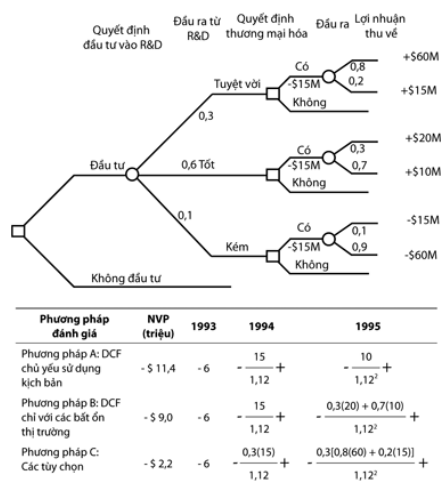 Quyết định
đầu tư vào R&D
Đầu ra từ
R&D
Quyết định
thương mại hóa
Đầu ra
Lợi nhuận
thu về
Tuyệt vời
Có
-$15M
Không
0,8
0,2
+$60M
+$15M
0,3
Đầu tư
0,6 Tốt
Có
-$15M
Không
0,3
0,7
+$20M
+$10M
0,1
Kém
Có
-$15M
Không
0,1
0,9
-$15M
-$60M
Không đầu tư
Phương pháp
đánh giá
NVP
(triệu)
1993
1994
1995
Phương pháp A: DCF
chủ yếu sử dụng
kịch bản
- $ 11,4
- 6
- 15/1,12 +
- 10/1,12² +
Phương pháp B: DCF
chỉ với các bất ổn
thị trường
- $ 9,0
- 6
- 15/1,12 +
- 0,3(20) + 0,7(10)/1,12² +
Phương pháp C:
Các tùy chọn
- $ 2,2
- 6
- 0,3(15)/1,12 +
- 0,3[0,8(60) + 0,2(15)]/1,12 +